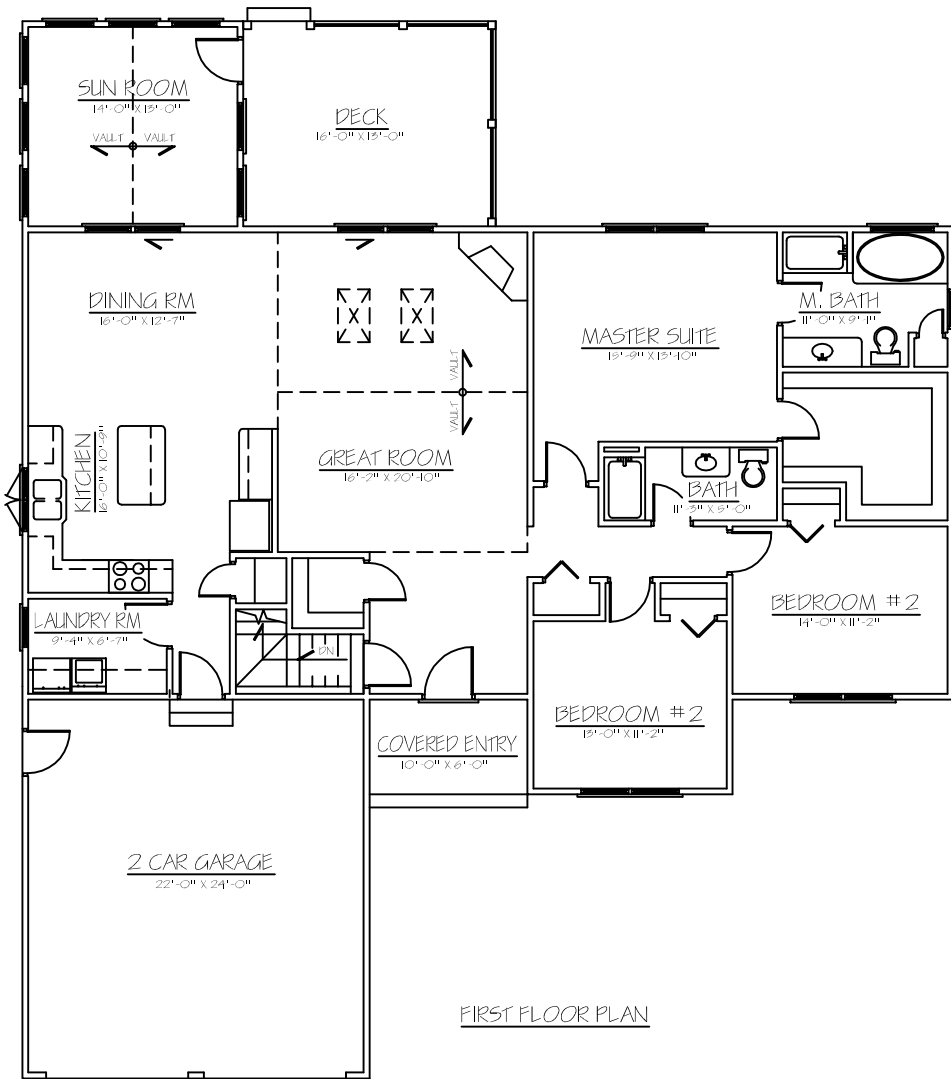 SUN ROOM
14'-0" X 13'-0"
VAULT VAULT
DECK
16'-0" X 13'-0"
DINING RM
16'-0" X 12'-7"
M. BATH
11'-0" X 9'-1"
MASTER SUITE
13'-9" X 13'-10"
VAULT
VAULT
KITCHEN
16'-0" X 10'-9"
GREAT ROOM
16'-2" X 20'-10"
BATH
11'-3" X 5'-0"
BEDROOM #2
14'-0" X 11'-2"
LAUNDRY RM
9'-4" X 6'-7"
DN
BEDROOM #2
13'-0" X 11'-2"
COVERED ENTRY
10'-0" X 6'-0"
2 CAR GARAGE
22'-0" X 24'-0"
FIRST FLOOR PLAN